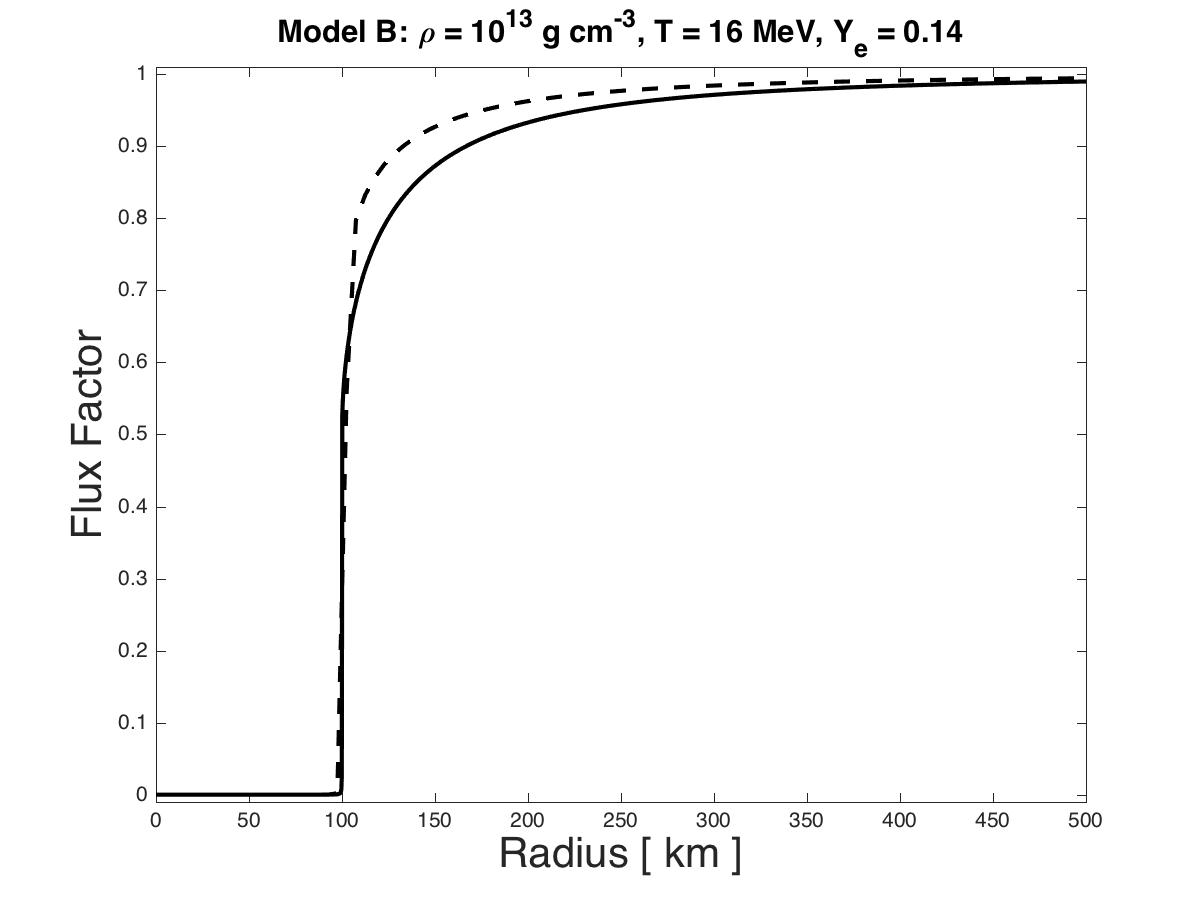 Model B: ρ = 10^13 g cm^-3, T = 16 MeV, Y_e = 0.14
1
0.9
0.8
0.7
0.6
0.5
0.4
0.3
0.2
0.1
0
Flux Factor
0 50 100 150 200 250 300 350 400 450 500
Radius [ km ]